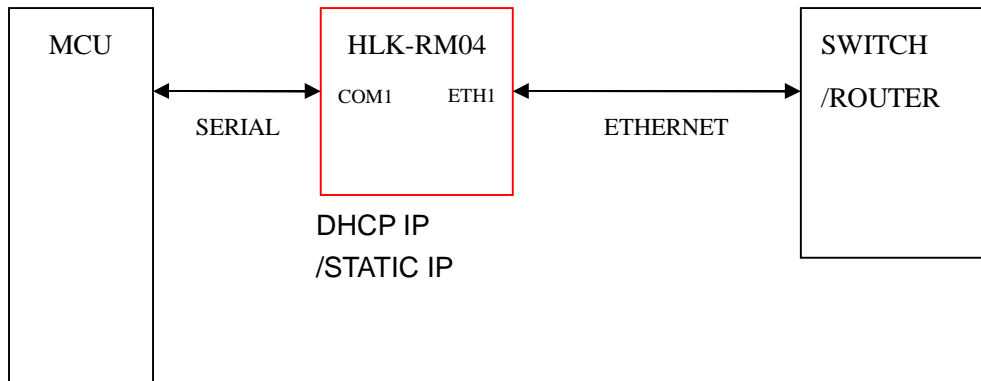 MCU
HLK-RM04
SWITCH
/ROUTER
COM1
ETH1
SERIAL
ETHERNET
DHCP IP
/STATIC IP